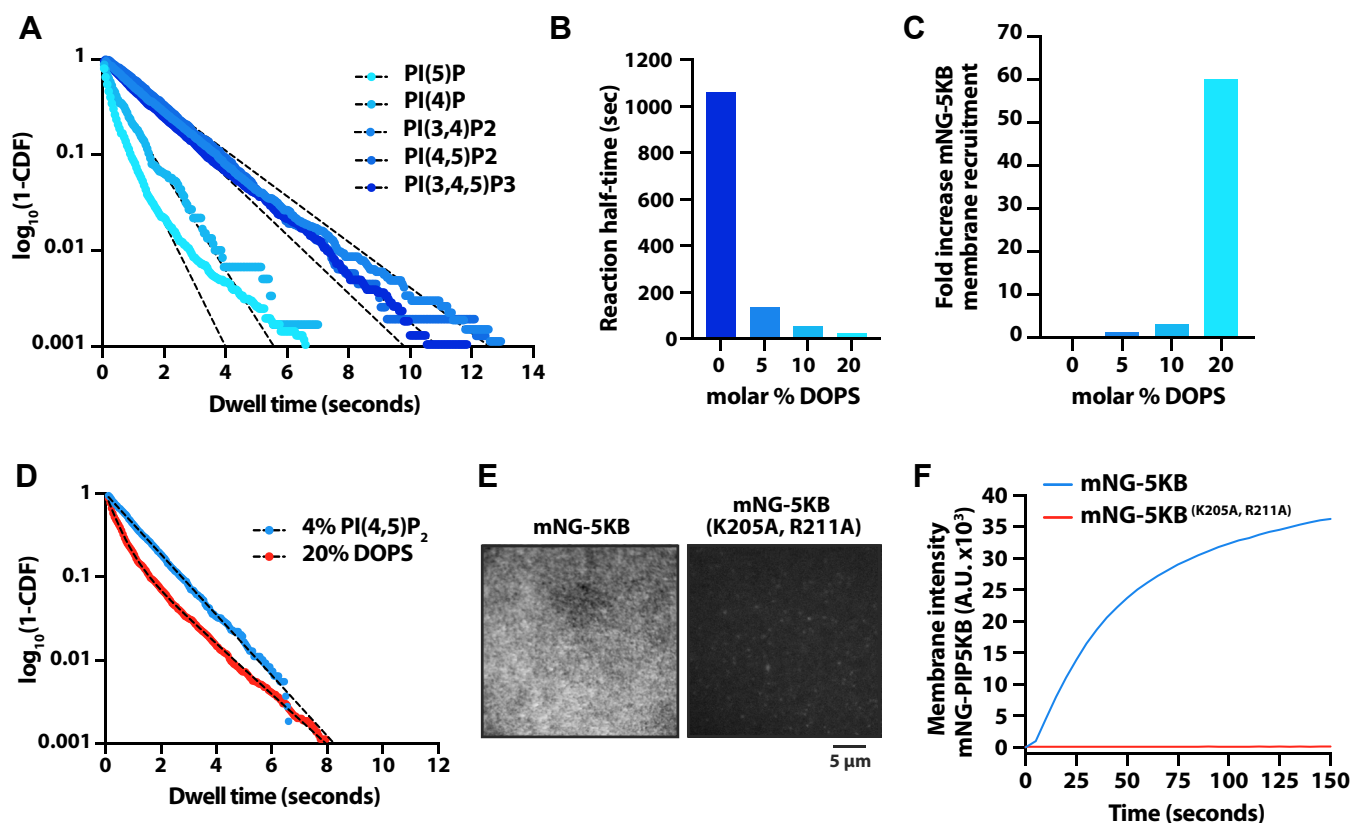 A
log₁₀(1-CDF)
1
0.1
0.01
0.001
0 2 4 6 8 10 12 14
Dwell time (seconds)
PI(5)P
PI(4)P
PI(3,4)P2
PI(4,5)P2
PI(3,4,5)P3
B
Reaction half-time (sec)
1200
1000
800
600
400
200
0
0 5 10 20
molar % DOPS
C
Fold increase mNG-5KB
membrane recruitment
70
60
50
40
30
20
10
0
0 5 10 20
molar % DOPS
D
log₁₀(1-CDF)
1
0.1
0.01
0.001
0 2 4 6 8 10 12
Dwell time (seconds)
4% PI(4,5)P₂
20% DOPS
E
mNG-5KB
mNG-5KB
(K205A, R211A)
5 µm
F
mNG-5KB
mNG-5KB(K205A, R211A)
Membrane intensity
mNG-PIP5KB (A.U. x10³)
40
35
30
25
20
15
10
5
0
0 25 50 75 100 125 150
Time (seconds)